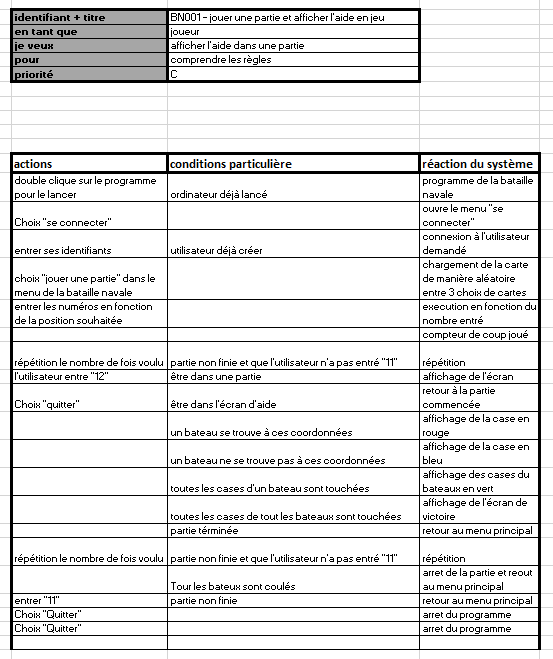 identifiant + titre BN001 - jouer une partie et afficher l'aide en jeu
en tant que joueur
je veux afficher l'aide dans une partie
pour comprendre les règles
priorité C
actions conditions particulière réaction du système
double clique sur le programme
pour le lancer ordinateur déjà lancé programme de la bataille
navale
Choix "se connecter" ouvre le menu "se
connecter"
entrer ses identifiants utilisateur déjà créer connexion à l'utilisateur
demandé
choix "jouer une partie" dans le
menu de la bataille navale chargement de la carte
de manière aléatoire
entre 3 choix de cartes
entrer les numéros en fonction
de la position souhaitée execution en fonction du
nombre entré
compteur de coup joué
répétition le nombre de fois voulu partie non finie et que l'utilisateur n'a pas entré "11" répétition
l'utilisateur entre "12" être dans une partie affichage de l'écran
Choix "quitter" être dans l'écran d'aide retour à la partie
commencée
un bateau se trouve à ces coordonnées affichage de la case en
rouge
un bateau ne se trouve pas à ces coordonnées affichage de la case en
bleu
toutes les cases d'un bateau sont touchées affichage des cases du
bateaux en vert
toutes les cases de tout les bateaux sont touchées affichage de l'écran de
victoire
partie términée retour au menu principal
répétition le nombre de fois voulu partie non finie et que l'utilisateur n'a pas entré "11" répétition
Tour les bateux sont coulés arret de la partie et reout
au menu principal
entrer "11" partie non finie retour au menu principal
Choix "Quitter" arret du programme
Choix "Quitter" arret du programme